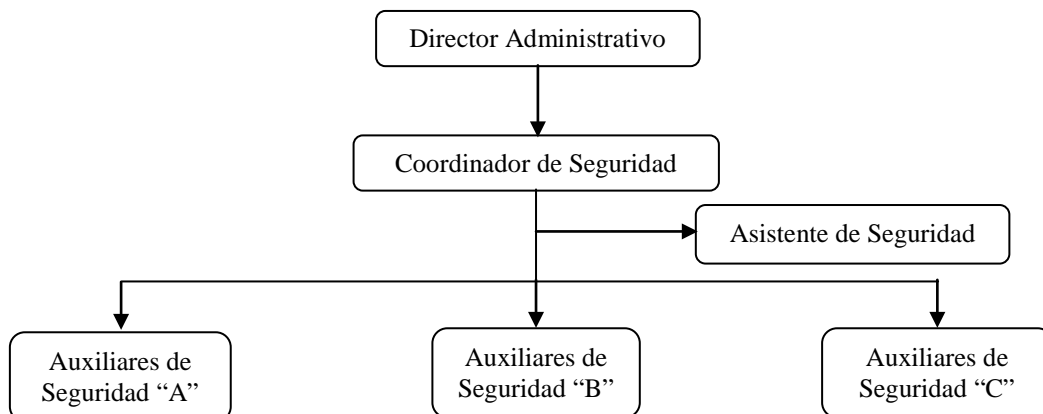 Director Administrativo
Coordinador de Seguridad
Asistente de Seguridad
Auxiliares de
Seguridad “A”
Auxiliares de
Seguridad “B”
Auxiliares de
Seguridad “C”